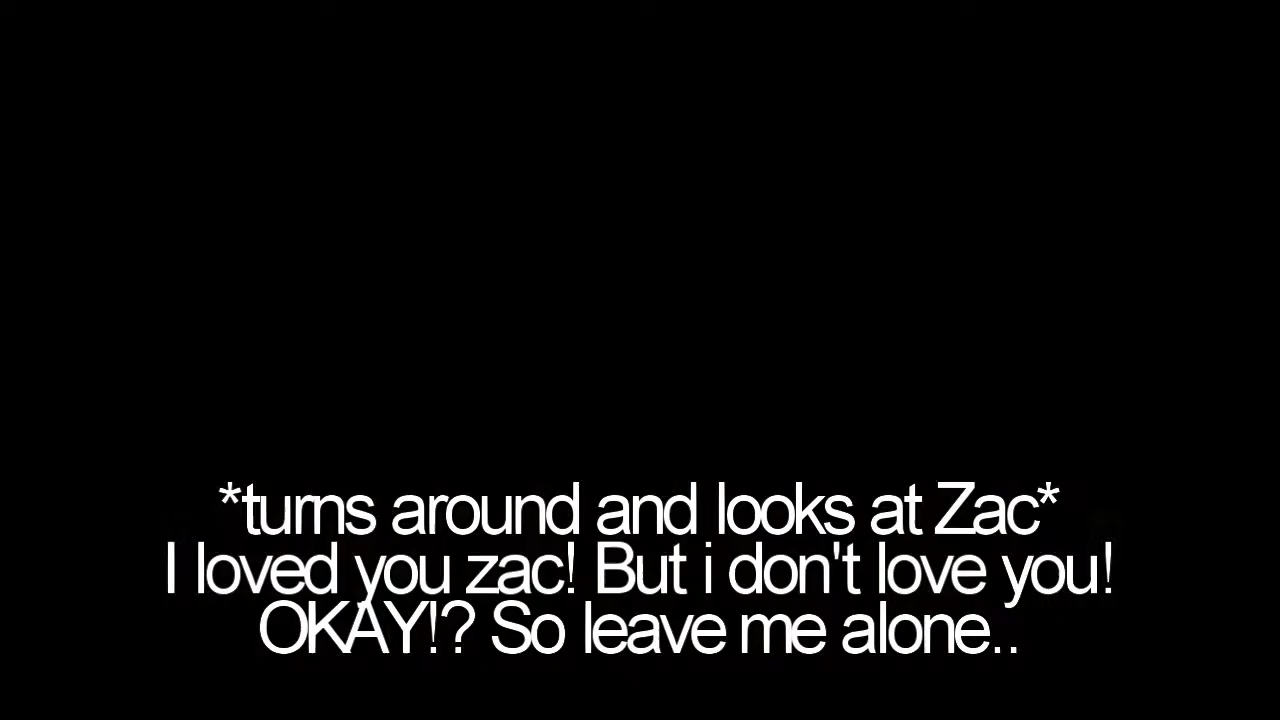 *turns around and looks at Zac*
I loved you zac! But i don't love you!
OKAY!? So leave me alone..